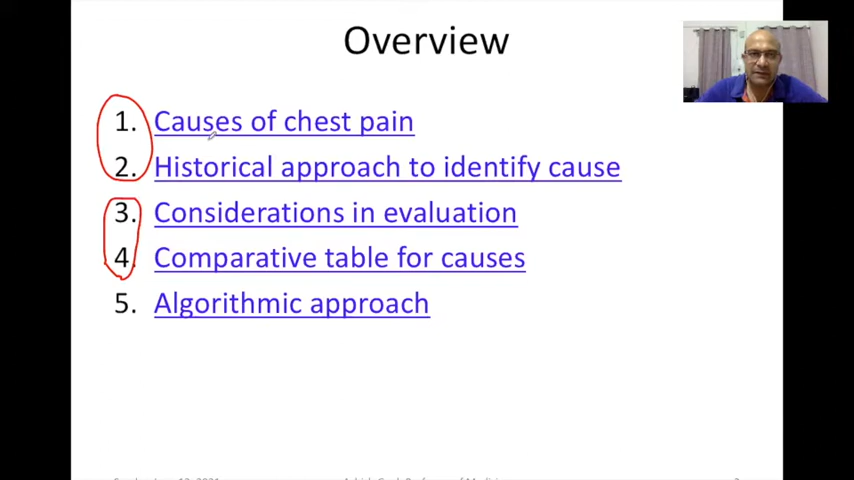 Overview
1. Causes of chest pain
2. Historical approach to identify cause
3. Considerations in evaluation
4. Comparative table for causes
5. Algorithmic approach